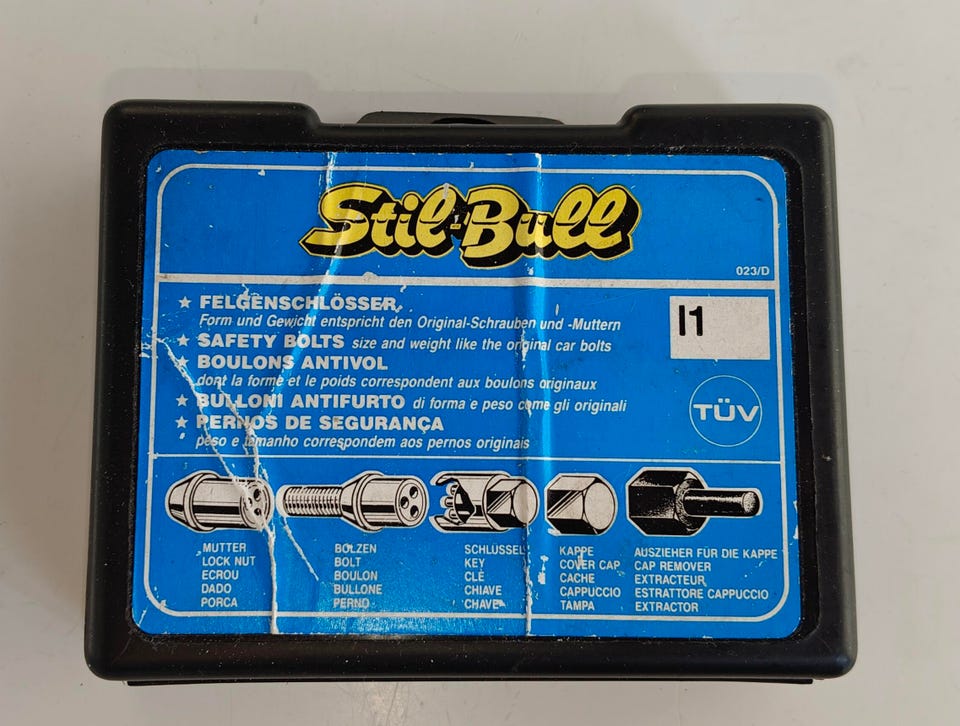 Stil-Bull
023/D
★ FELGENSCHLÖSSER
Form und Gewicht entspricht den Original-Schrauben und -Muttern
I1
★ SAFETY BOLTS size and weight like the original car bolts
★ BOULONS ANTIVOL
dont la forme et le poids correspondent aux boulons originaux
★ BULLONI ANTIFURTO di forma e peso come gli originali
★ PERNOS DE SEGURANÇA
peso e tamanho correspondem aos pernos originais
TÜV
MUTTER
LOCK NUT
ECROU
DADO
PORCA
BOLZEN
BOLT
BOULON
BULLONE
PERNO
SCHLÜSSEL
KEY
CLÉ
CHIAVE
CHAVE
KAPPE
COVER CAP
CACHE
CAPPUCCIO
TAMPA
AUSZIEHER FÜR DIE KAPPE
CAP REMOVER
EXTRACTEUR
ESTRATTORE CAPPUCCIO
EXTRACTOR